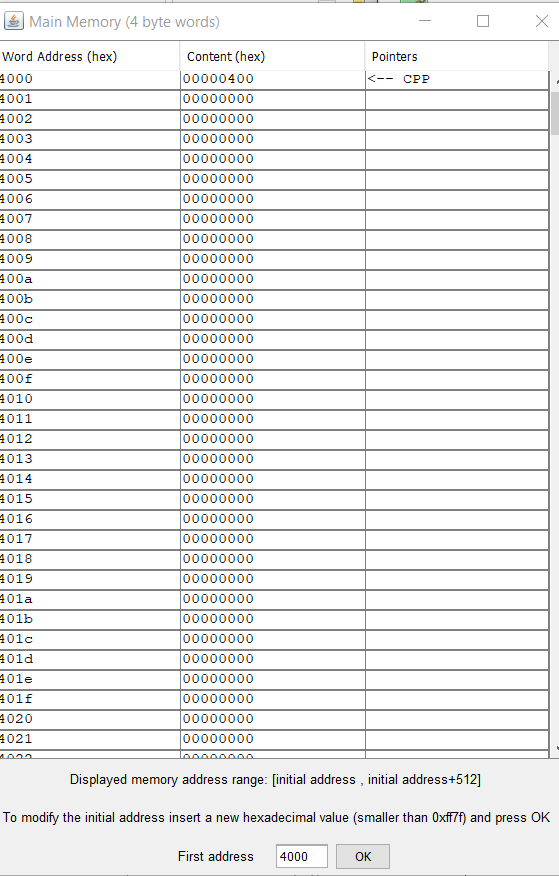 Main Memory (4 byte words)
Word Address (hex) Content (hex) Pointers
4000 00000400 <-- CPP
4001 00000000
4002 00000000
4003 00000000
4004 00000000
4005 00000000
4006 00000000
4007 00000000
4008 00000000
4009 00000000
400a 00000000
400b 00000000
400c 00000000
400d 00000000
400e 00000000
400f 00000000
4010 00000000
4011 00000000
4012 00000000
4013 00000000
4014 00000000
4015 00000000
4016 00000000
4017 00000000
4018 00000000
4019 00000000
401a 00000000
401b 00000000
401c 00000000
401d 00000000
401e 00000000
401f 00000000
4020 00000000
4021 00000000
Displayed memory address range: [initial address , initial address+512]
To modify the initial address insert a new hexadecimal value (smaller than 0xff7f) and press OK
First address 4000 OK